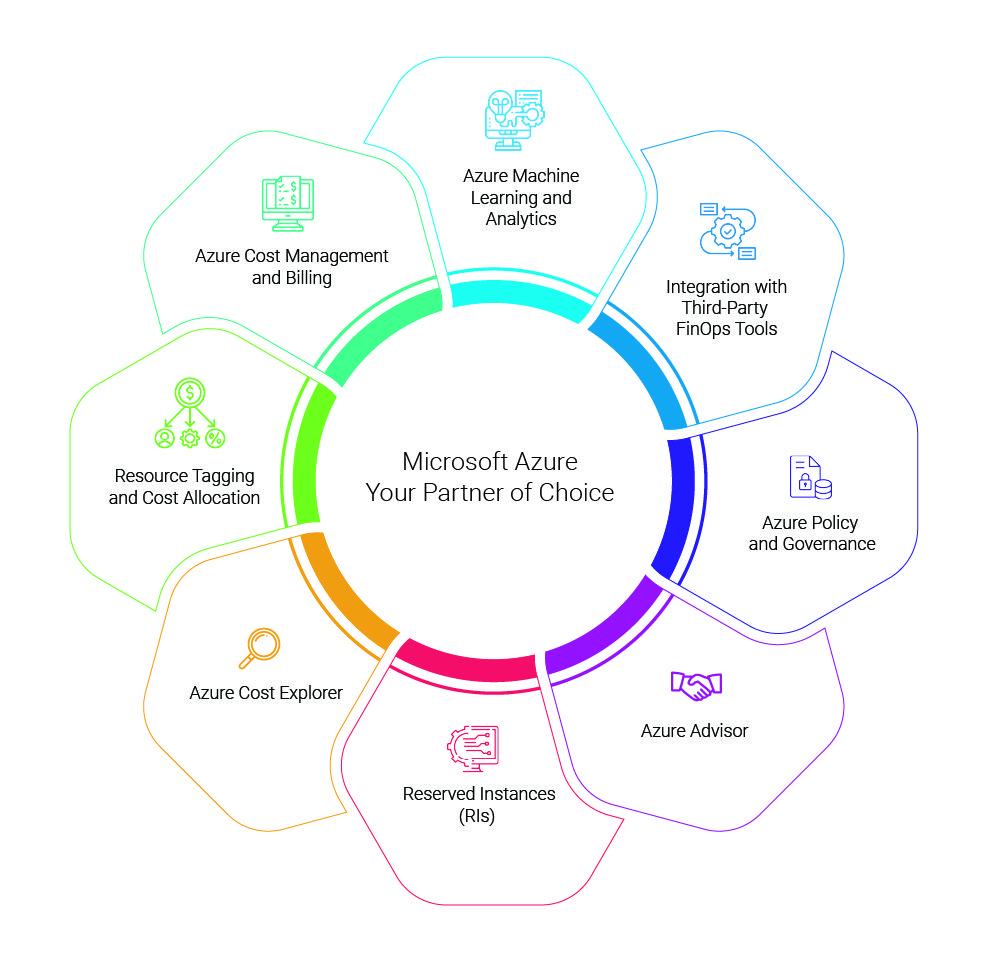 Azure Machine
Learning and
Analytics
Integration with
Third-Party
FinOps Tools
Azure Policy
and Governance
Azure Advisor
Reserved Instances
(RIs)
Azure Cost Explorer
Resource Tagging
and Cost Allocation
Azure Cost Management
and Billing
Microsoft Azure
Your Partner of Choice